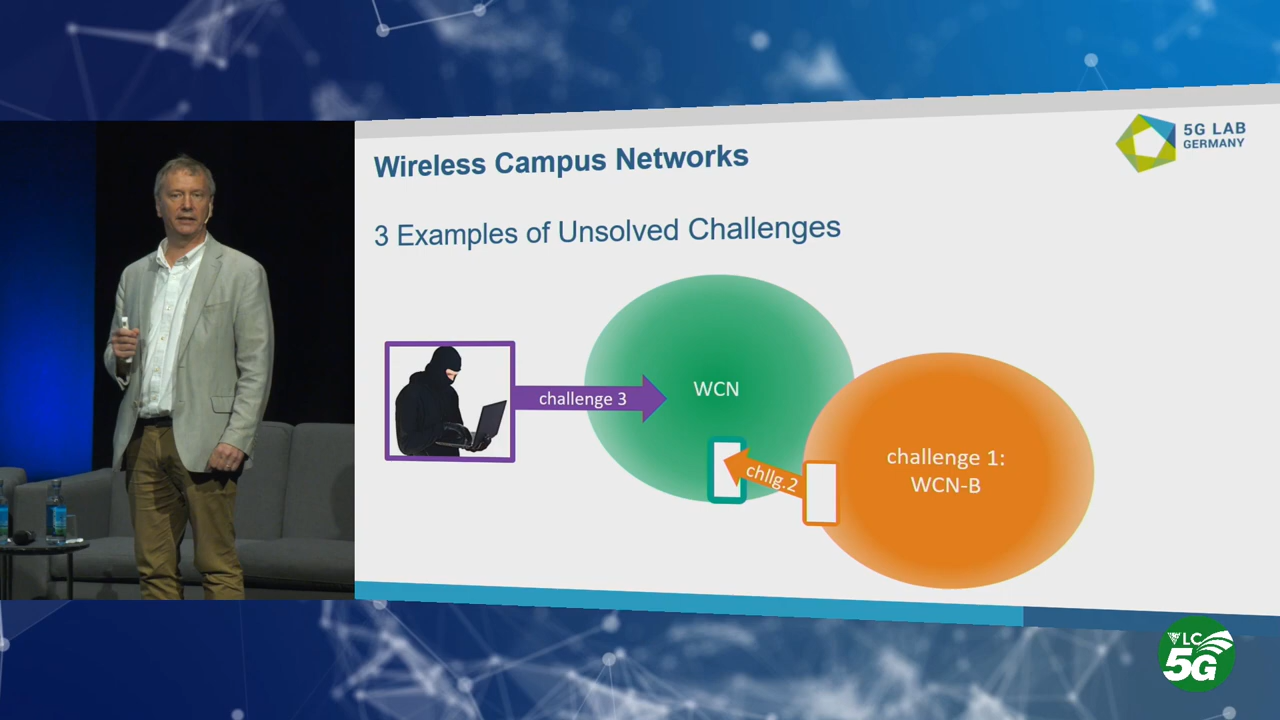 Wireless Campus Networks
5G LAB
GERMANY
3 Examples of Unsolved Challenges
challenge 3
WCN
chllg.2
challenge 1:
WCN-B
LC
5G